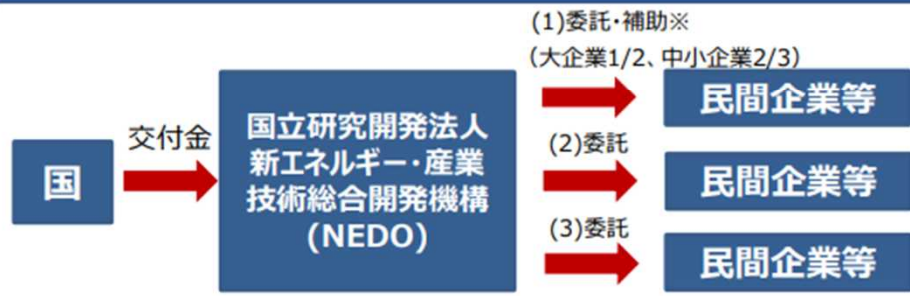 (1)委託・補助※
(大企業1/2、中小企業2/3)
国
交付金
国立研究開発法人
新エネルギー・産業
技術総合開発機構
(NEDO)
民間企業等
(2)委託
民間企業等
(3)委託
民間企業等